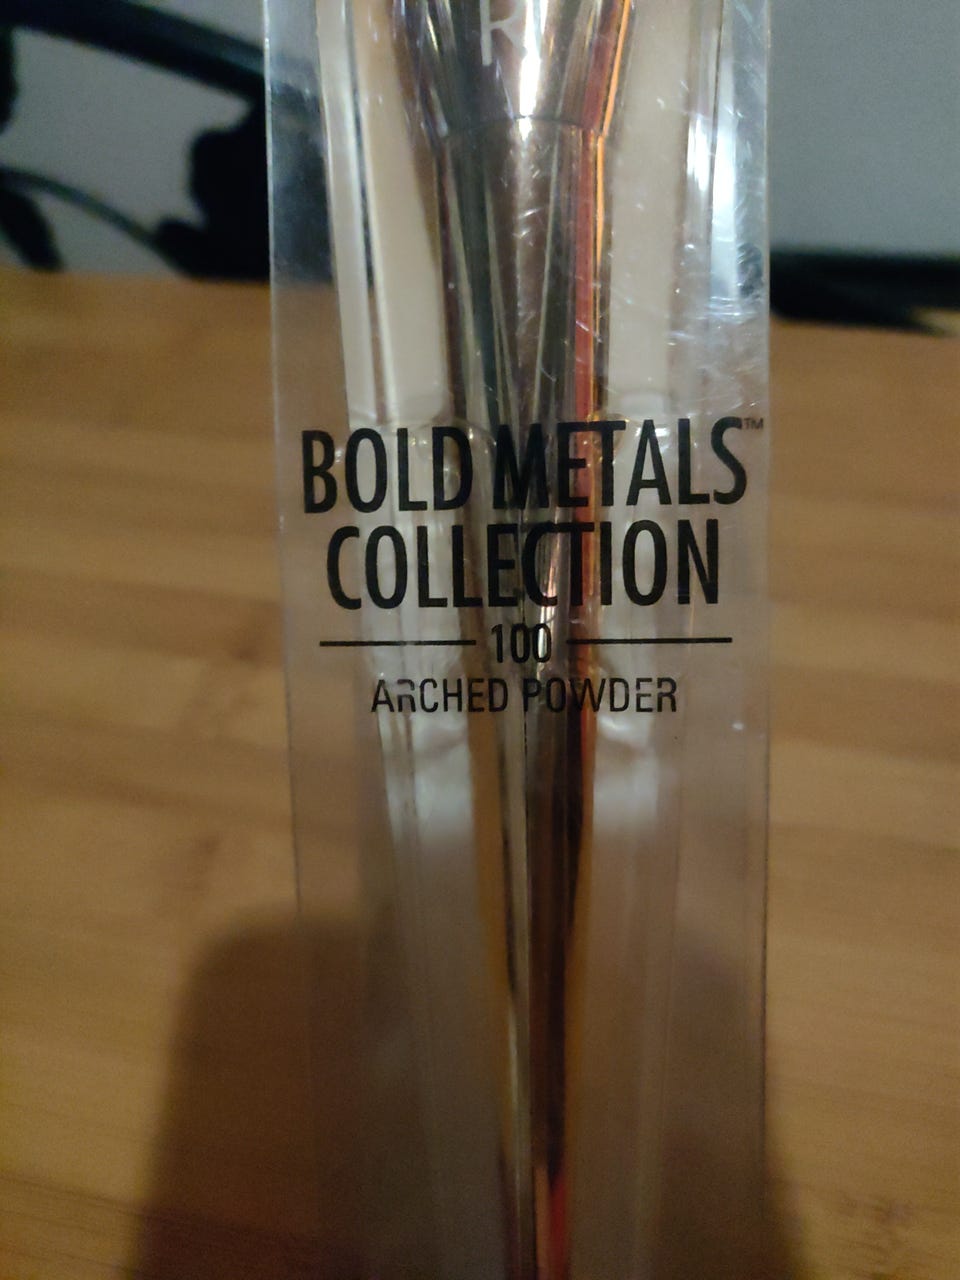 R
BOLD METALS™
COLLECTION
100
ARCHED POWDER